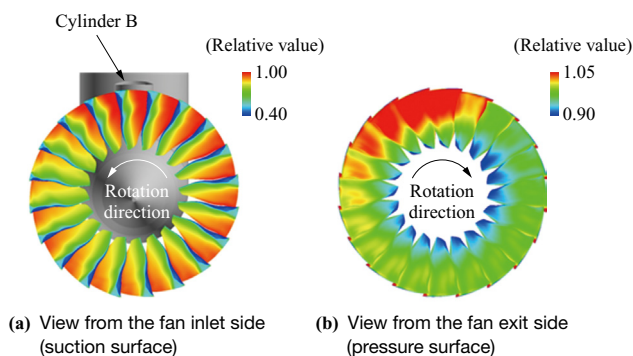 Cylinder B
(Relative value)
1.00
0.40
Rotation
direction
(a) View from the fan inlet side
(suction surface)
(Relative value)
1.05
0.90
Rotation
direction
(b) View from the fan exit side
(pressure surface)